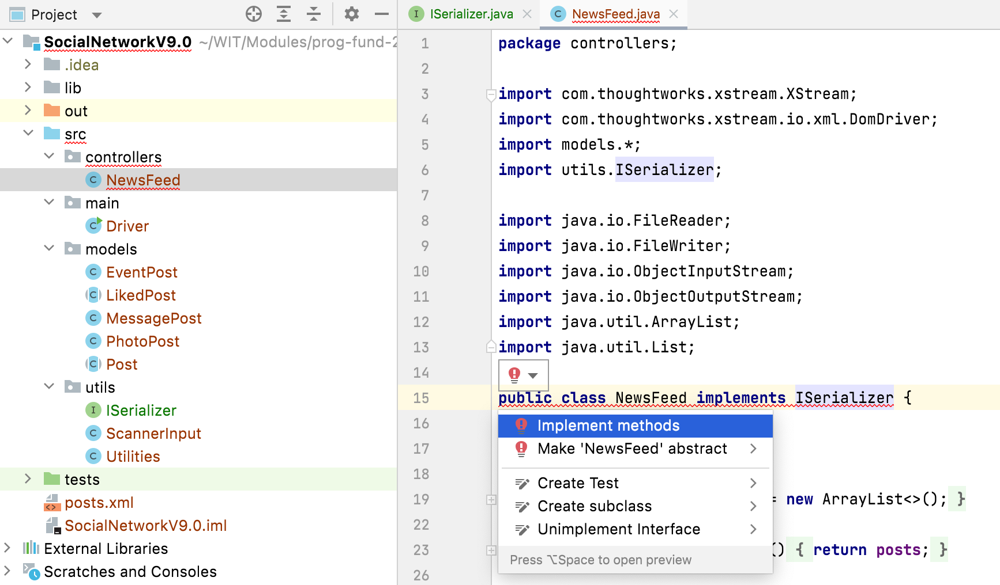 Project
SocialNetworkV9.0 ~/WIT/Modules/prog-fund-2
.idea
lib
out
src
controllers
C NewsFeed
main
C Driver
models
C EventPost
C LikedPost
C MessagePost
C PhotoPost
C Post
utils
I ISerializer
C ScannerInput
C Utilities
tests
<> posts.xml
SocialNetworkV9.0.iml
External Libraries
Scratches and Consoles
I ISerializer.java
C NewsFeed.java
1 package controllers;
2
3 import com.thoughtworks.xstream.XStream;
4 import com.thoughtworks.xstream.io.xml.DomDriver;
5 import models.*;
6 import utils.ISerializer;
7
8 import java.io.FileReader;
9 import java.io.FileWriter;
10 import java.io.ObjectInputStream;
11 import java.io.ObjectOutputStream;
12 import java.util.ArrayList;
13 import java.util.List;
14
15 public class NewsFeed implements ISerializer {
16
17
18
19 = new ArrayList<>(); }
22
23 () { return posts; }
26
Implement methods
Make 'NewsFeed' abstract
Create Test
Create subclass
Unimplement Interface
Press ⌥Space to open preview